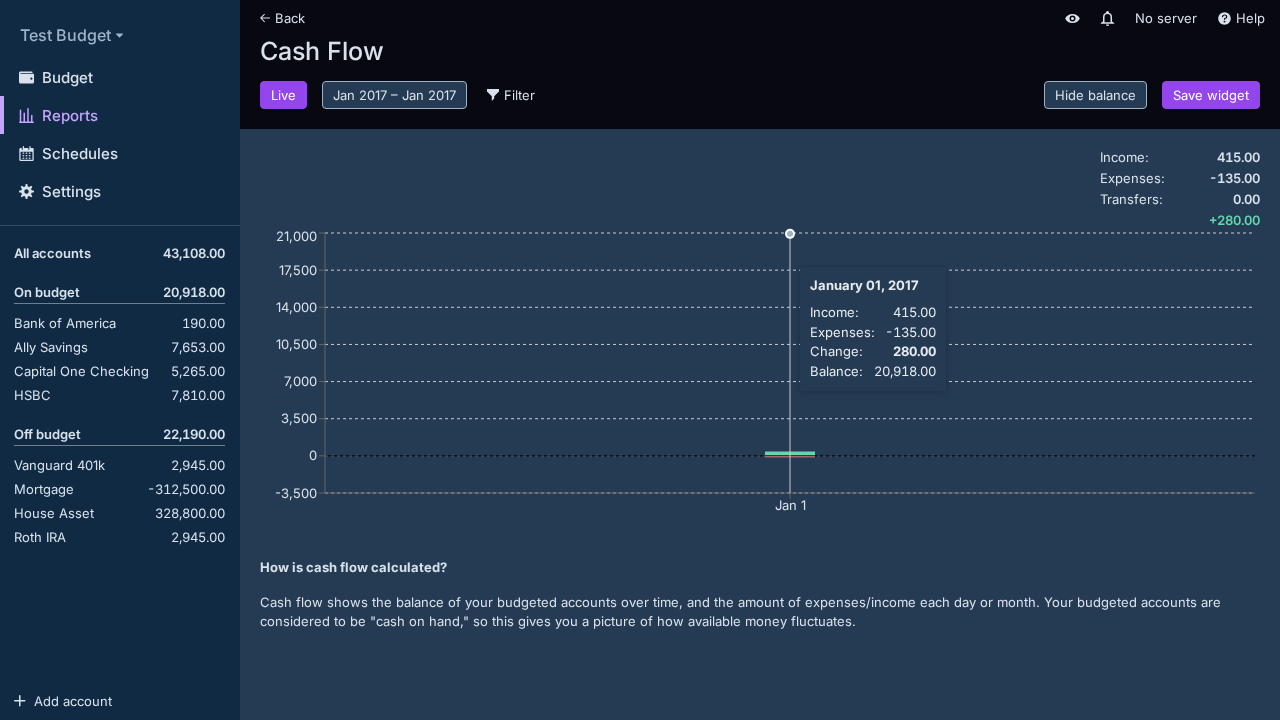 Test Budget
Budget
Reports
Schedules
Settings
All accounts 43,108.00
On budget 20,918.00
Bank of America 190.00
Ally Savings 7,653.00
Capital One Checking 5,265.00
HSBC 7,810.00
Off budget 22,190.00
Vanguard 401k 2,945.00
Mortgage -312,500.00
House Asset 328,800.00
Roth IRA 2,945.00
Add account
Back
No server
Help
Cash Flow
Live
Jan 2017 – Jan 2017
Filter
Hide balance
Save widget
Income: 415.00
Expenses: -135.00
Transfers: 0.00
+280.00
21,000
17,500
14,000
10,500
7,000
3,500
0
-3,500
January 01, 2017
Income: 415.00
Expenses: -135.00
Change: 280.00
Balance: 20,918.00
Jan 1
How is cash flow calculated?
Cash flow shows the balance of your budgeted accounts over time, and the amount of expenses/income each day or month. Your budgeted accounts are
considered to be "cash on hand," so this gives you a picture of how available money fluctuates.